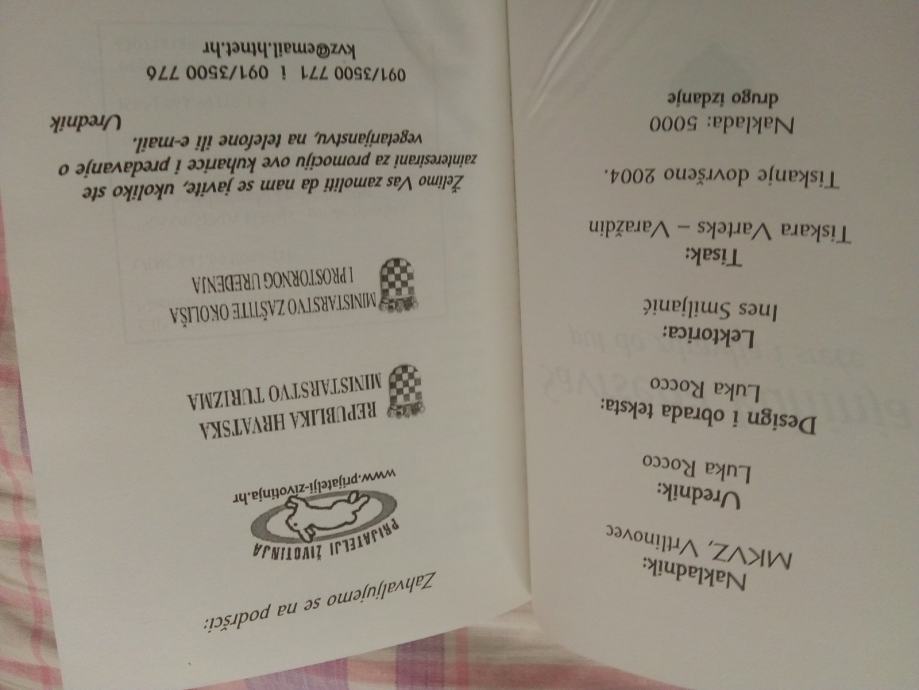 Nakladnik:
MKVZ, Vrtlinovec
Urednik:
Luka Rocco
Design i obrada teksta:
Luka Rocco
Lektorica:
Ines Smiljanić
Tisak:
Tiskara Varteks – Varaždin
Tiskanje dovršeno 2004.
Naklada: 5000
drugo izdanje
Zahvaljujemo se na podršci:
PRIJATELJI ŽIVOTINJA
www.prijatelji-zivotinja.hr
REPUBLIKA HRVATSKA
MINISTARSTVO TURIZMA
MINISTARSTVO ZAŠTITE OKOLIŠA
I PROSTORNOG UREĐENJA
Želimo Vas zamoliti da nam se javite, ukoliko ste
zainteresirani za promociju ove kuharice i predavanje o
vegetarijanstvu, na telefone ili e-mail.
Urednik
091/3500 771 i 091/3500 776
kvz@email.htnet.hr